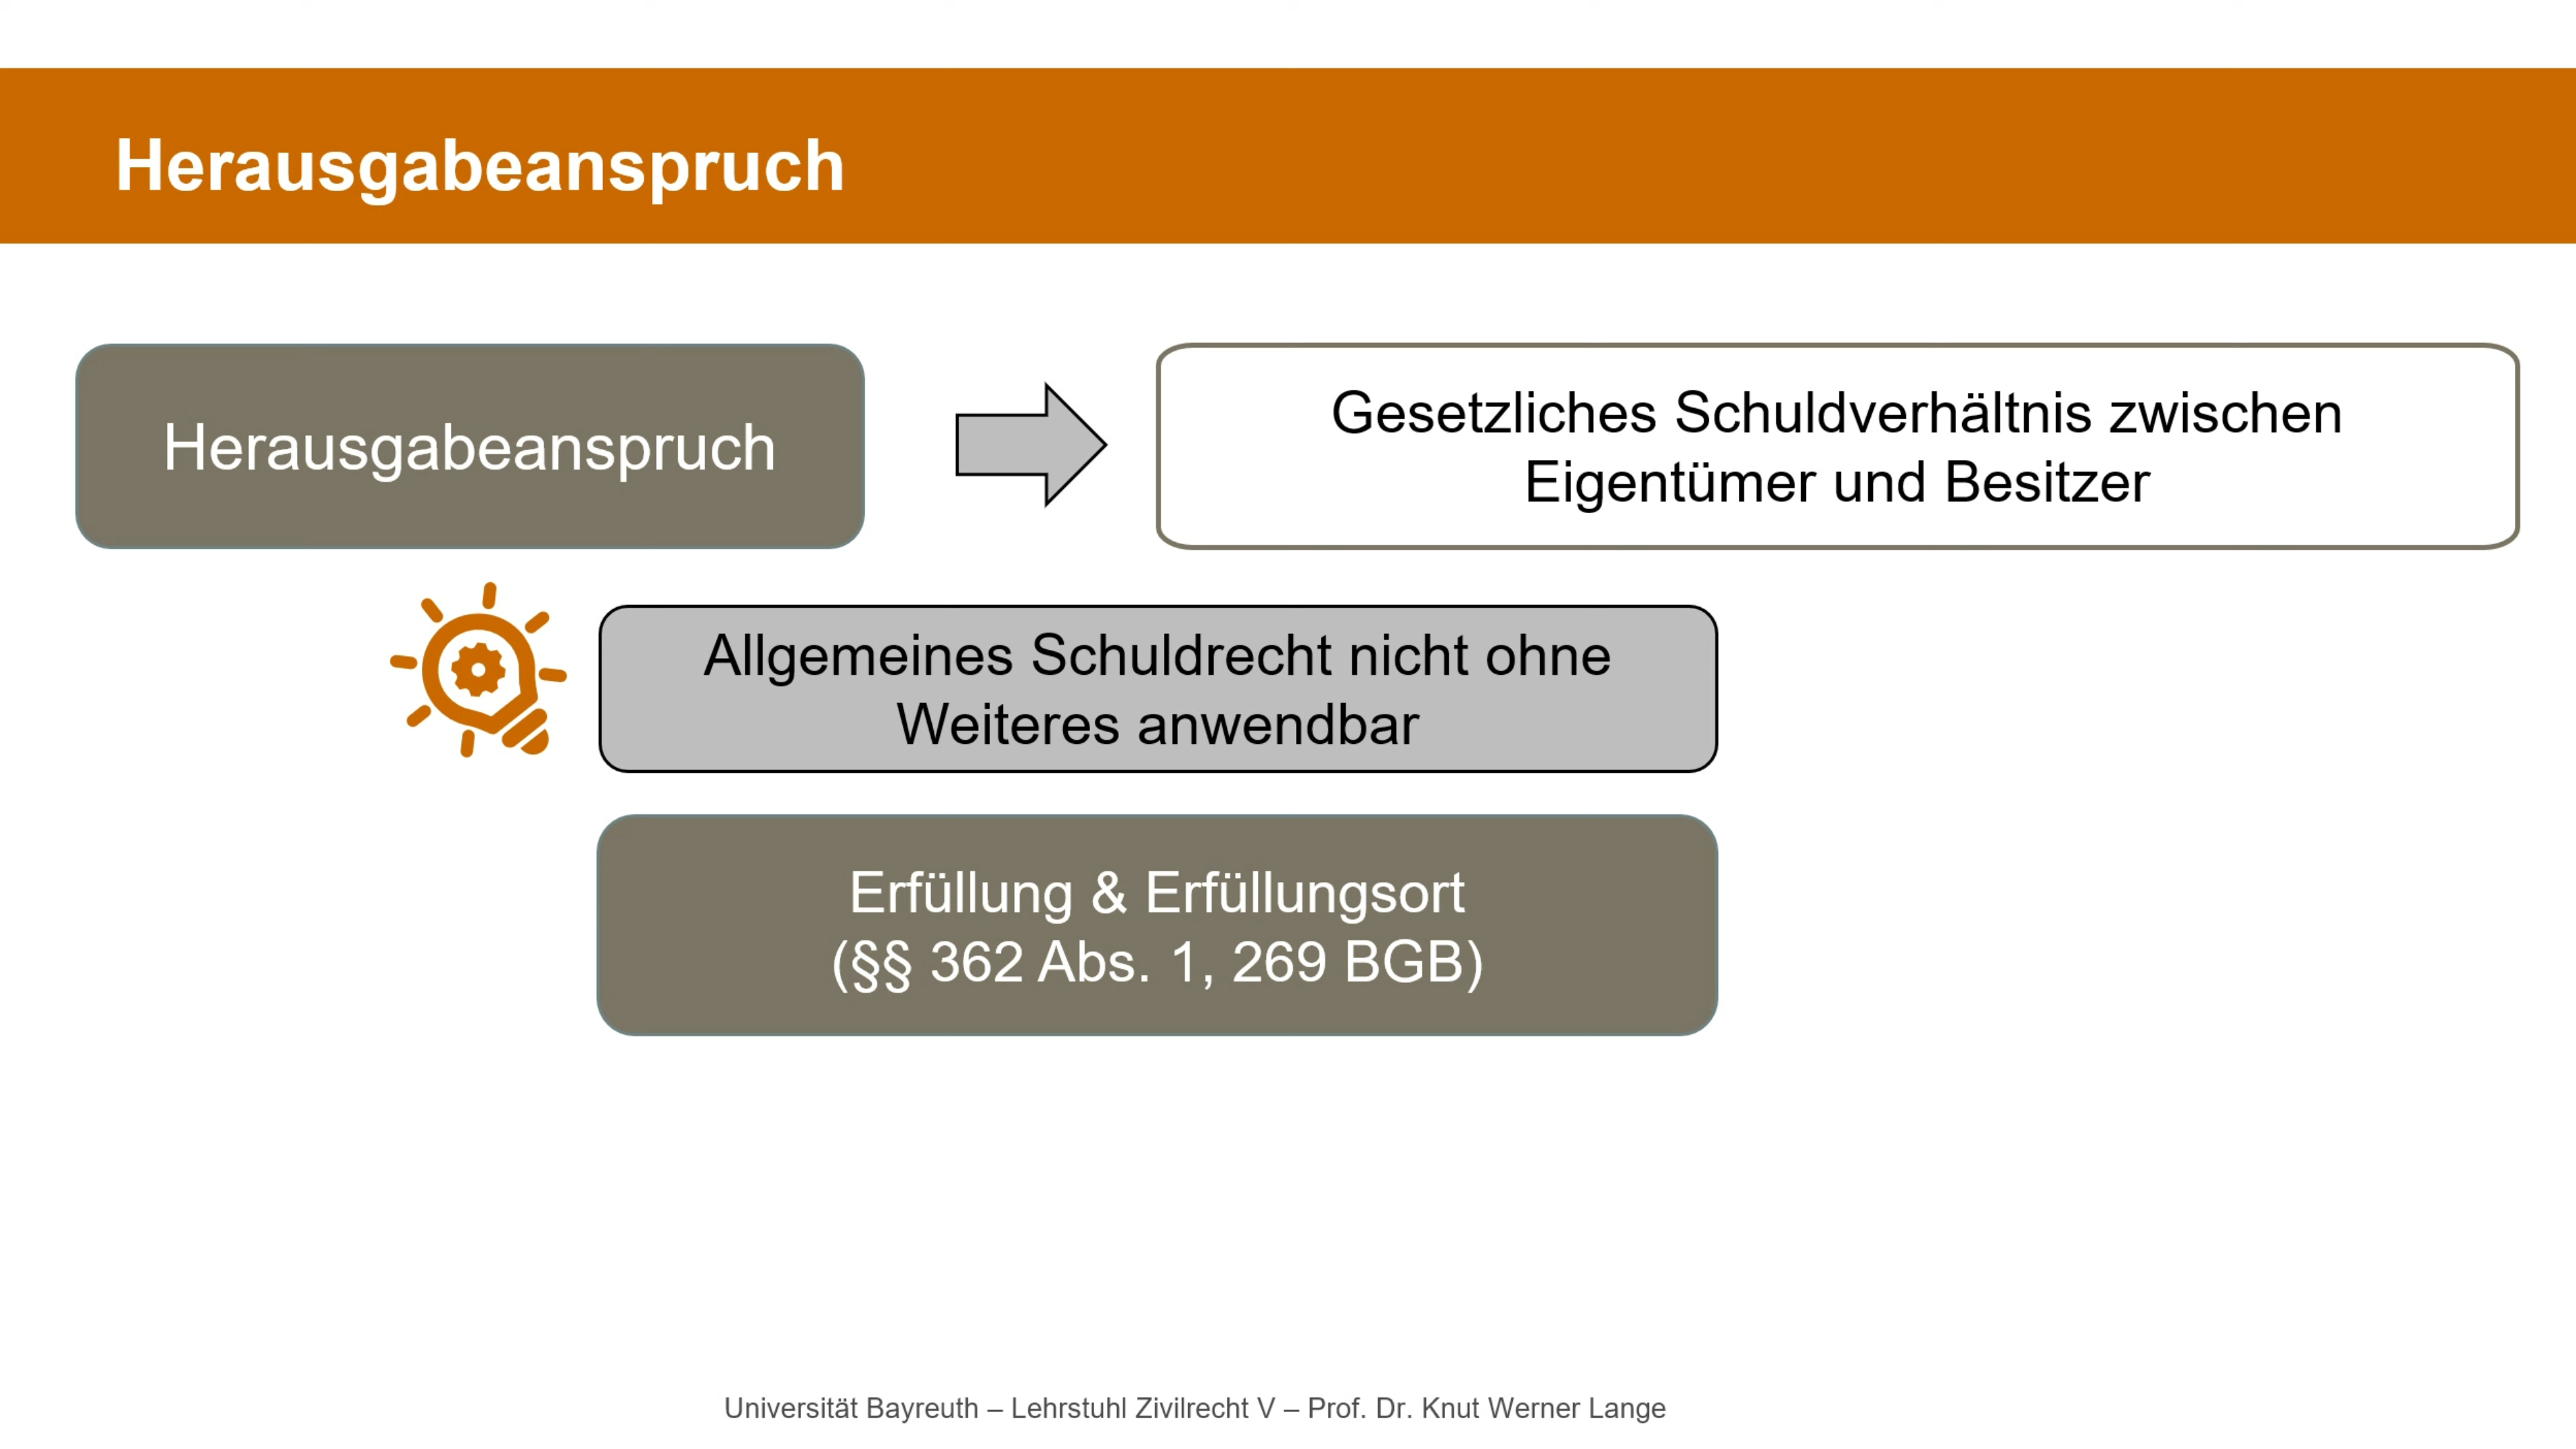 Herausgabeanspruch
Herausgabeanspruch
Gesetzliches Schuldverhältnis zwischen
Eigentümer und Besitzer
Allgemeines Schuldrecht nicht ohne
Weiteres anwendbar
Erfüllung & Erfüllungsort
(§§ 362 Abs. 1, 269 BGB)
Universität Bayreuth – Lehrstuhl Zivilrecht V – Prof. Dr. Knut Werner Lange